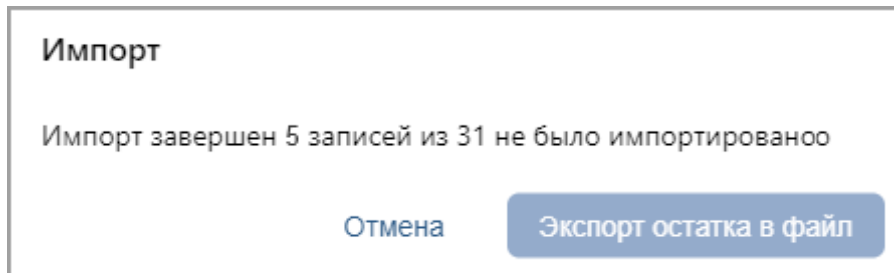 Импорт
Импорт завершен 5 записей из 31 не было импортированоо
Отмена
Экспорт остатка в файл